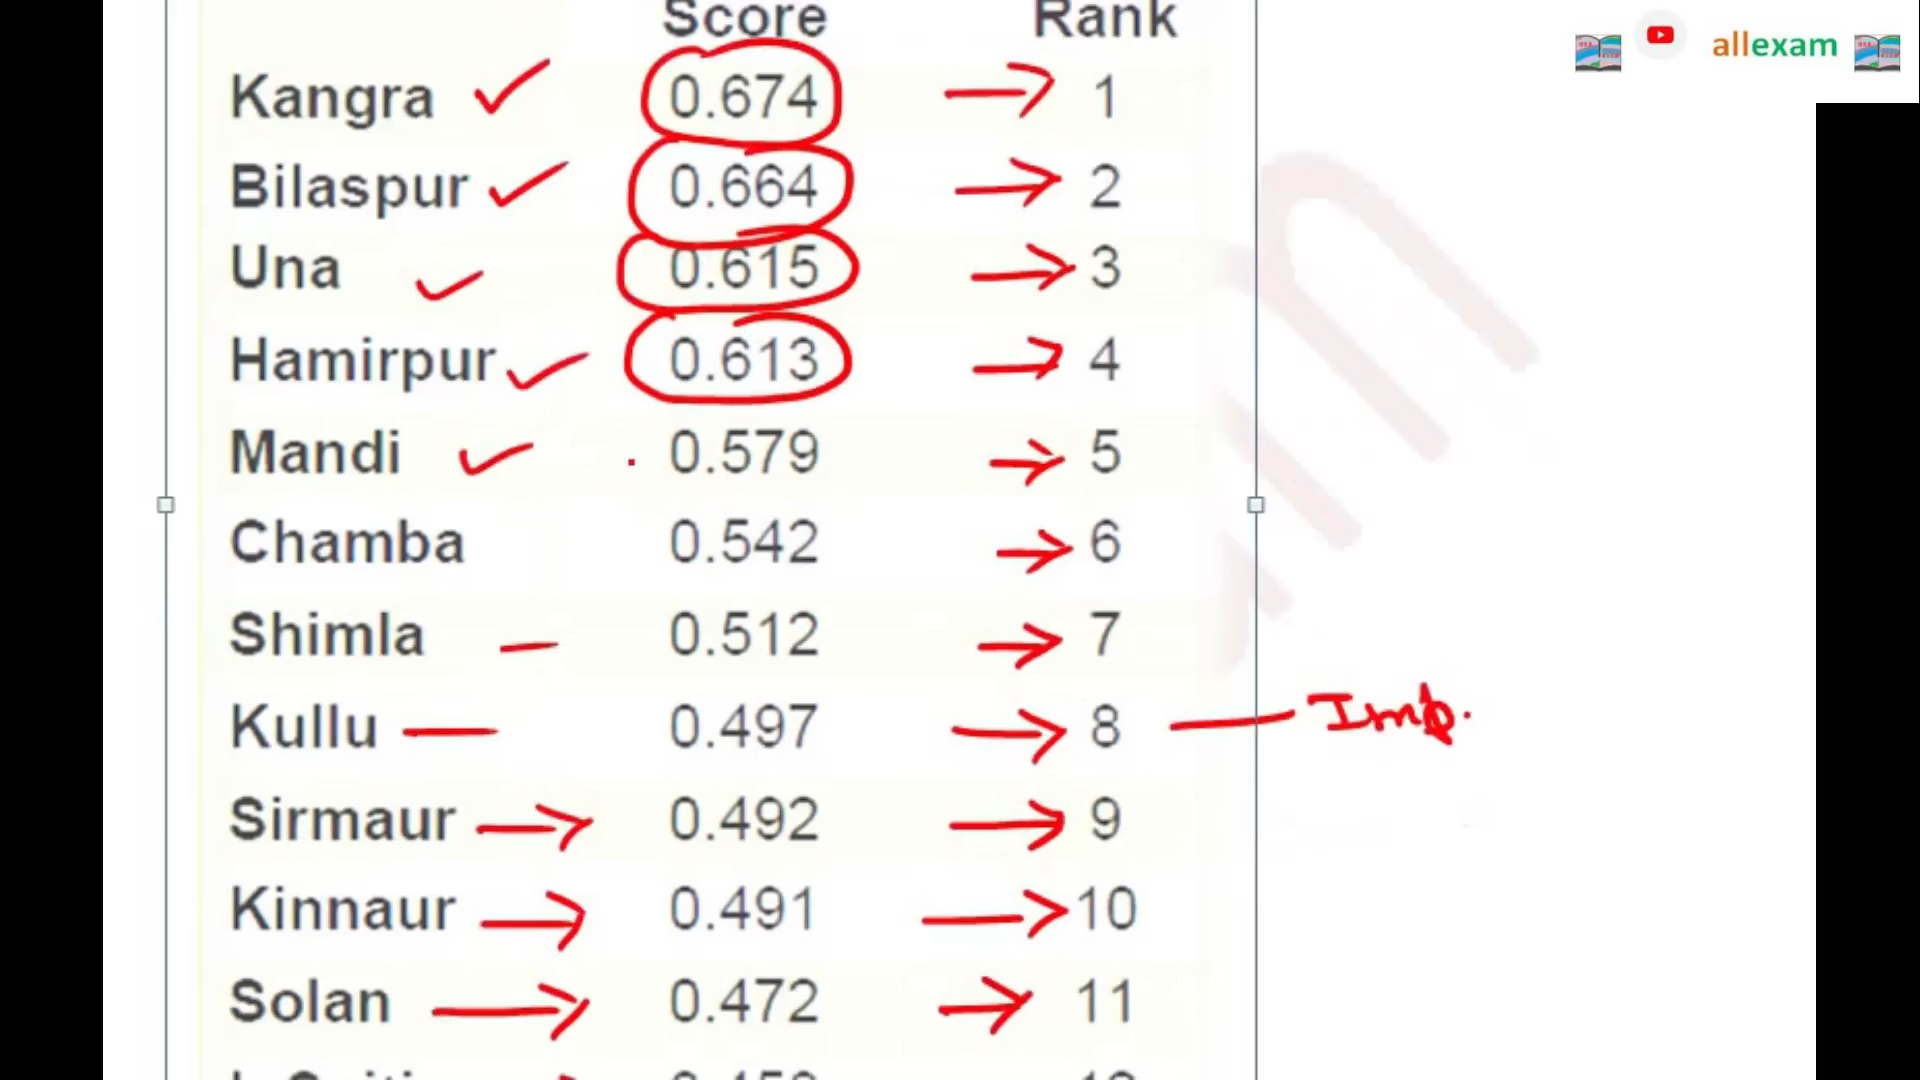 Score Rank
allexam
Kangra 0.674 1
Bilaspur 0.664 2
Una 0.615 3
Hamirpur 0.613 4
Mandi 0.579 5
Chamba 0.542 6
Shimla 0.512 7
Kullu 0.497 8 Imp.
Sirmaur 0.492 9
Kinnaur 0.491 10
Solan 0.472 11